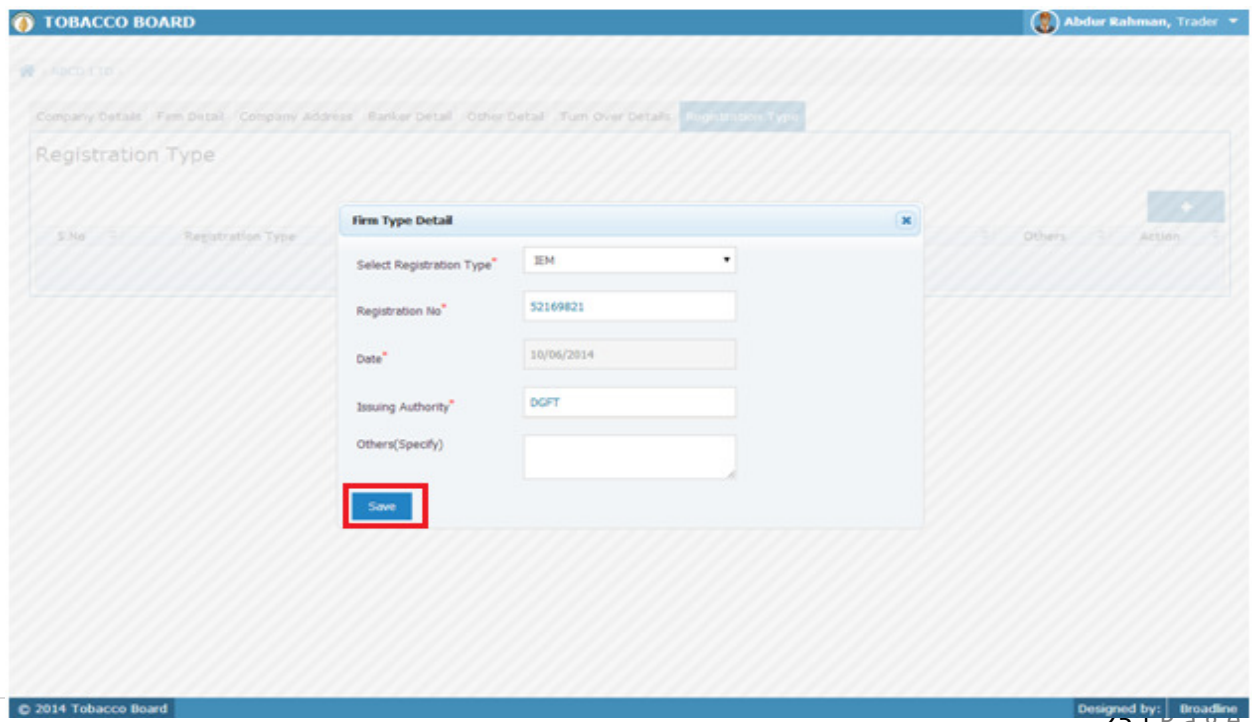 TOBACCO BOARD
Abdur Rahman, Trader
ABCD LTD
Company Details Firm Detail Company Address Banker Detail Other Detail Turn Over Details Registration Type
Registration Type
+
S.No Registration Type Others Action
Firm Type Detail
Select Registration Type* IEM
Registration No* 52169821
Date* 10/06/2014
Issuing Authority* DGFT
Others(Specify)
Save
© 2014 Tobacco Board Designed by: Broadline